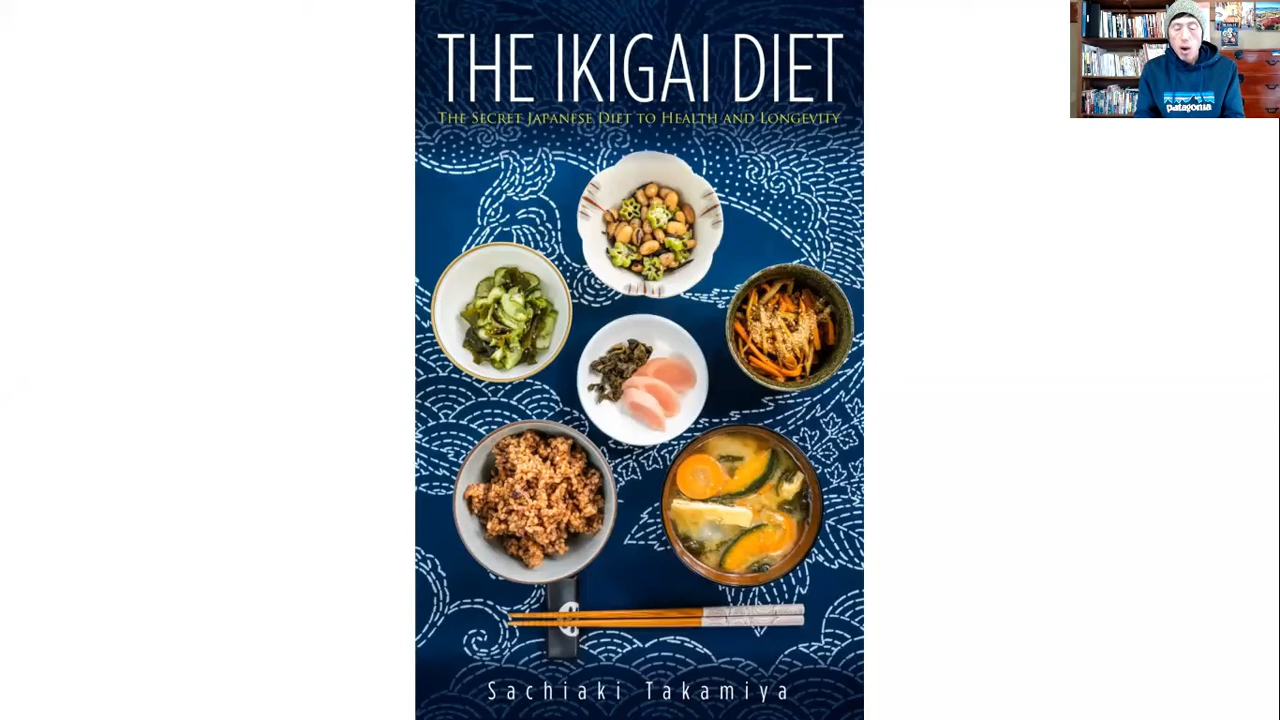 THE IKIGAI DIET
The Secret Japanese Diet to Health and Longevity
Sachiaki Takamiya
patagonia